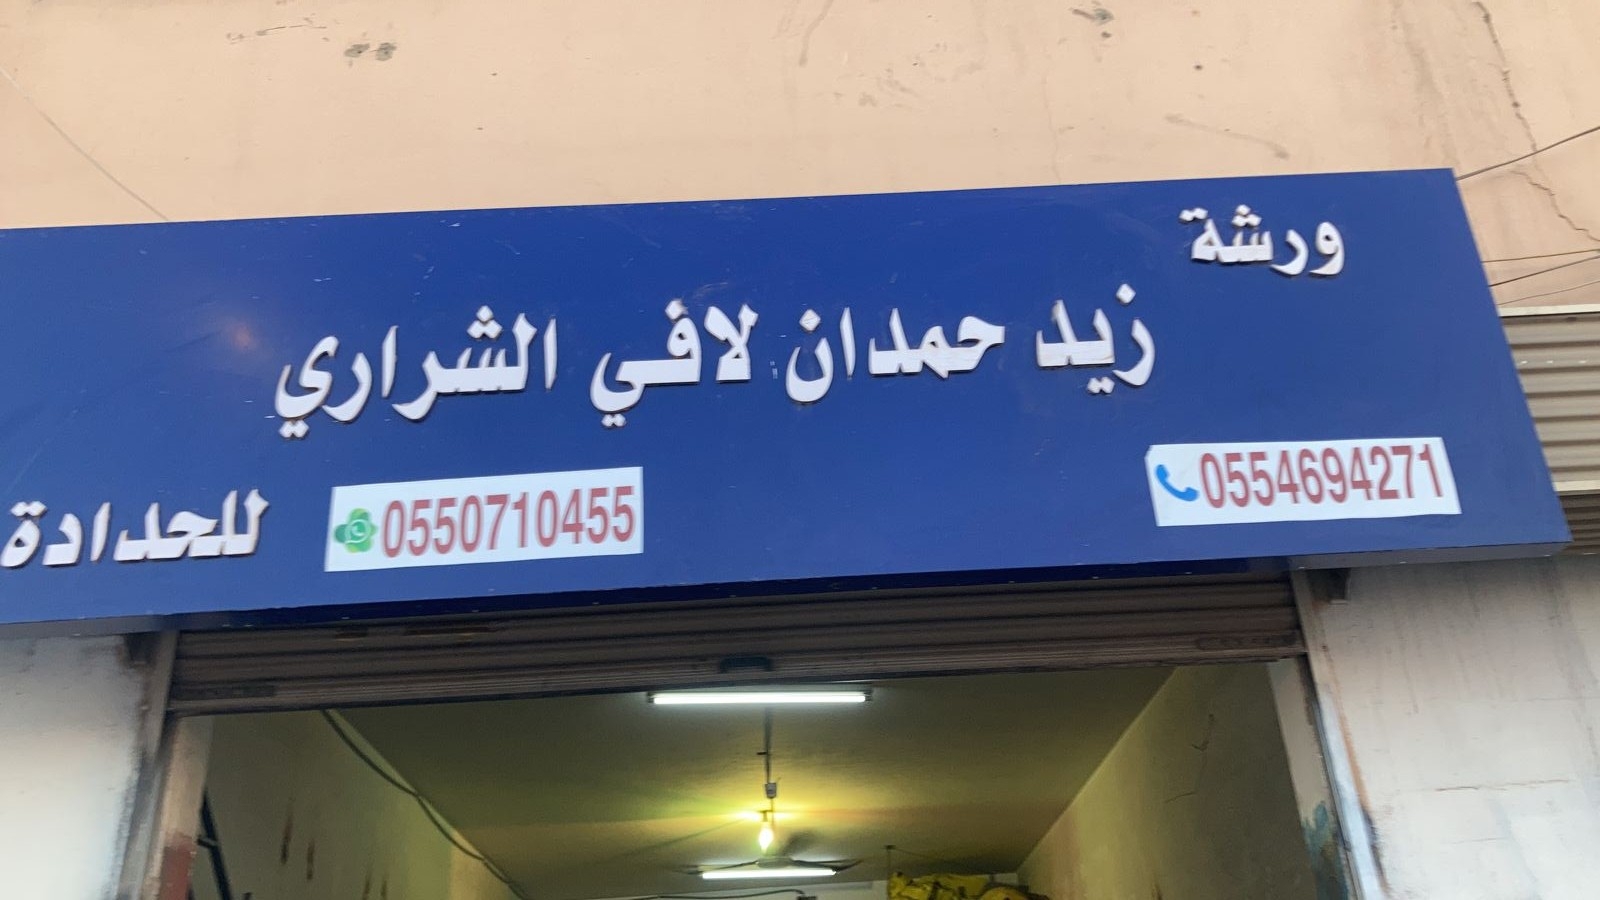 ورشة
زيد حمدان لافي الشراري
للحدادة
0554694271
0550710455